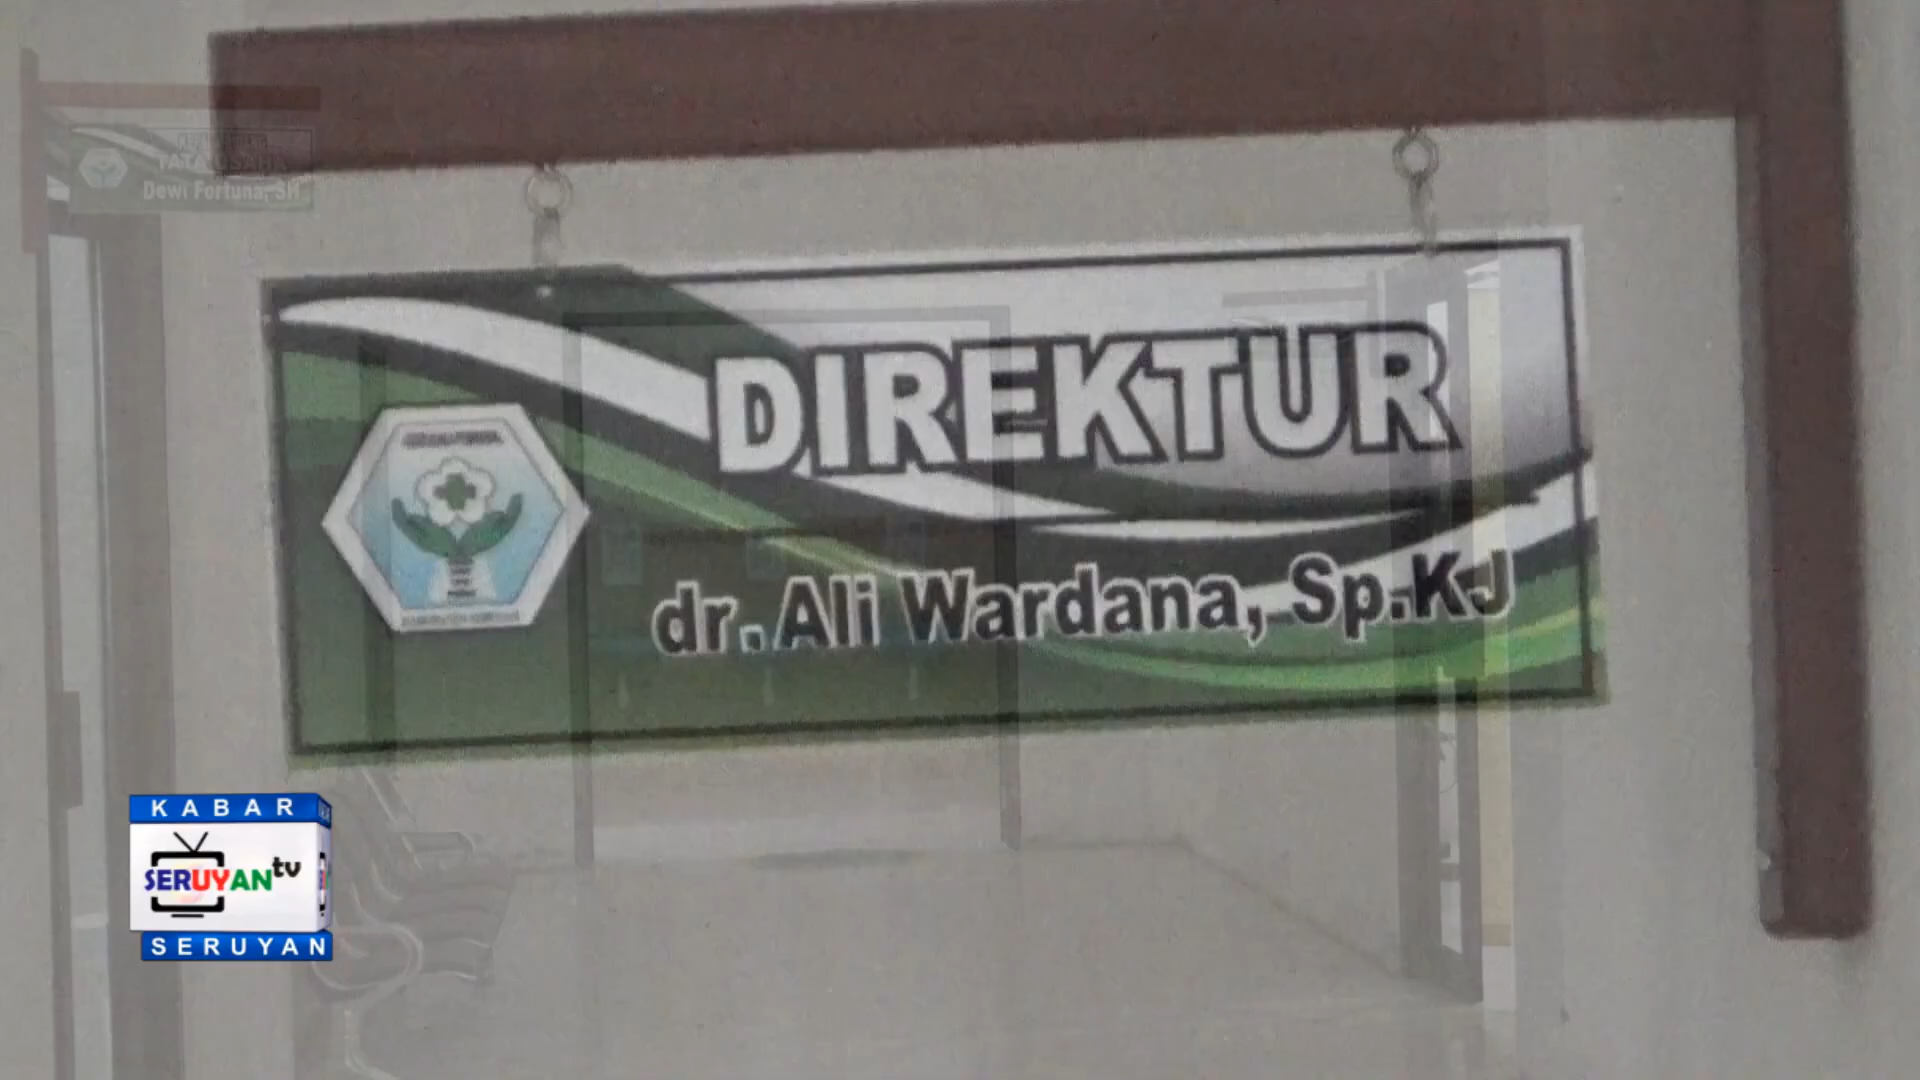 TATA USAHA
Dewi Fortuna, SH
DIREKTUR
dr. Ali Wardana, Sp.KJ
KABAR
SERUYAN tv
SERUYAN